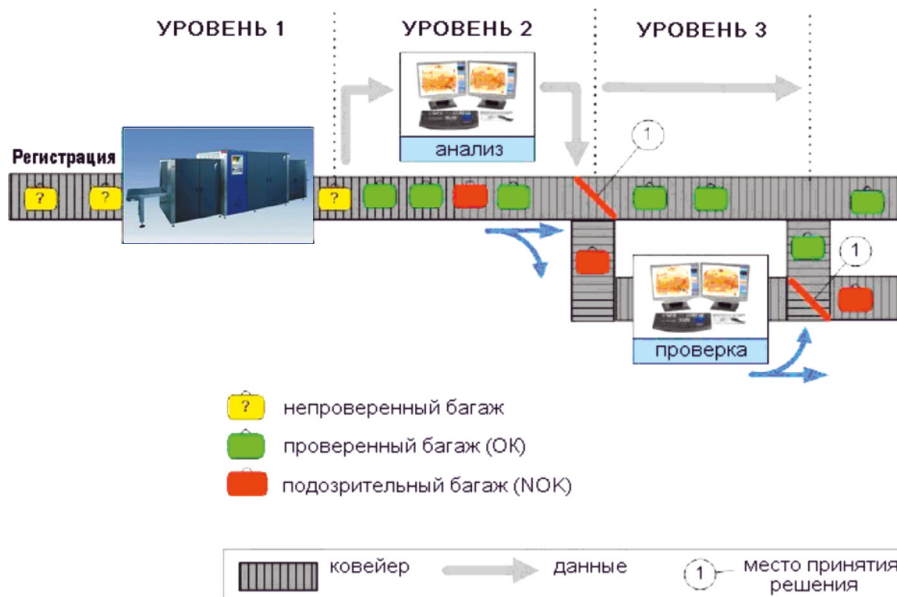 УРОВЕНЬ 1
УРОВЕНЬ 2
УРОВЕНЬ 3
анализ
1
Регистрация
?
?
?
1
проверка
? непроверенный багаж
проверенный багаж (ОК)
подозрительный багаж (NOK)
ковейер
данные
1 место принятия
решения